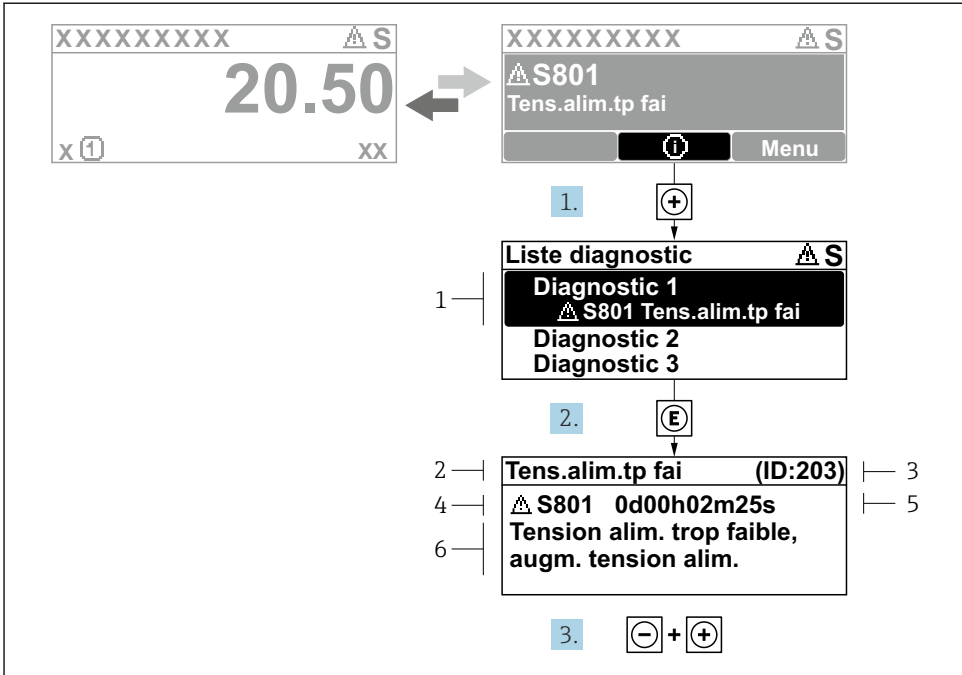 XXXXXXXXX ⚠ S
20.50
x ① XX
XXXXXXXXX ⚠ S
⚠ S801
Tens.alim.tp fai
ⓘ Menu
1. +
Liste diagnostic ⚠ S
1
Diagnostic 1
⚠ S801 Tens.alim.tp fai
Diagnostic 2
Diagnostic 3
2. E
2 Tens.alim.tp fai (ID:203) 3
4 ⚠ S801 0d00h02m25s 5
6
Tension alim. trop faible,
augm. tension alim.
3. - + +